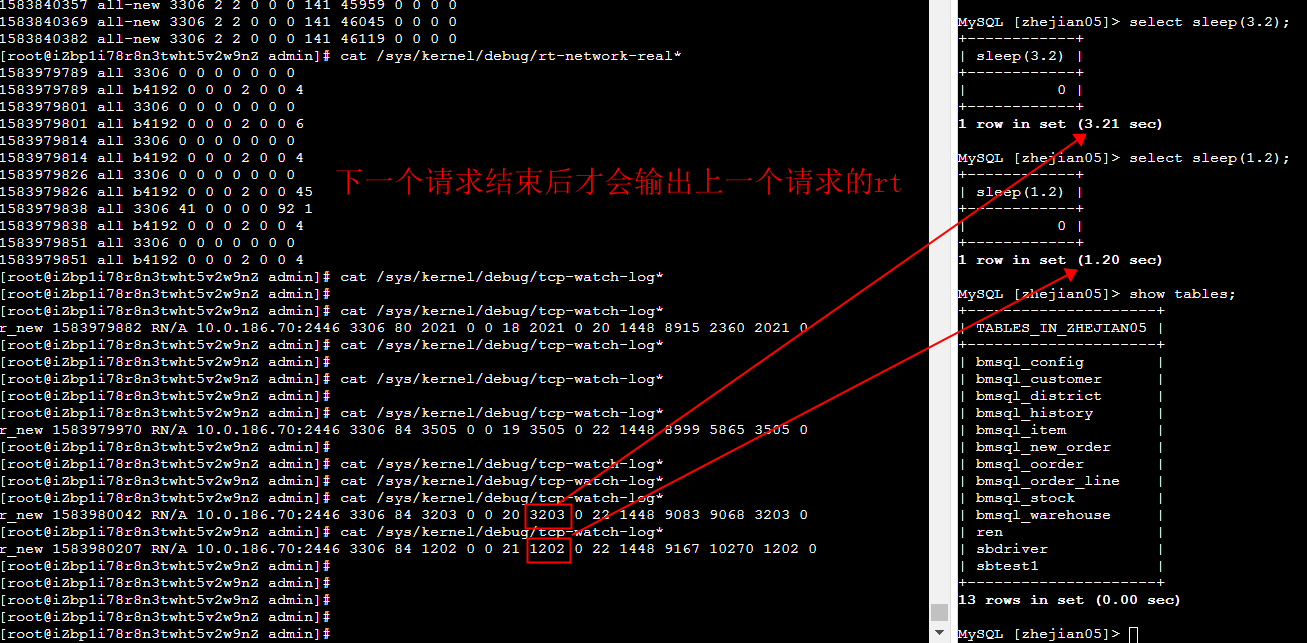 1583840357 all-new 3306 2 2 0 0 0 141 45959 0 0 0 0
1583840369 all-new 3306 2 2 0 0 0 141 46045 0 0 0 0
1583840382 all-new 3306 2 2 0 0 0 141 46119 0 0 0 0
[root@iZbp1i78r8n3twht5v2w9nZ admin]# cat /sys/kernel/debug/rt-network-real*
1583979789 all 3306 0 0 0 0 0 0 0
1583979789 all b4192 0 0 0 2 0 0 4
1583979801 all 3306 0 0 0 0 0 0 0
1583979801 all b4192 0 0 0 2 0 0 6
1583979814 all 3306 0 0 0 0 0 0 0
1583979814 all b4192 0 0 0 2 0 0 4
1583979826 all 3306 0 0 0 0 0 0 0
1583979826 all b4192 0 0 0 2 0 0 45
1583979838 all 3306 41 0 0 0 0 92 1
1583979838 all b4192 0 0 0 2 0 0 4
1583979851 all 3306 0 0 0 0 0 0 0
1583979851 all b4192 0 0 0 2 0 0 4
[root@iZbp1i78r8n3twht5v2w9nZ admin]# cat /sys/kernel/debug/tcp-watch-log*
[root@iZbp1i78r8n3twht5v2w9nZ admin]#
[root@iZbp1i78r8n3twht5v2w9nZ admin]# cat /sys/kernel/debug/tcp-watch-log*
r_new 1583979882 RN/A 10.0.186.70:2446 3306 80 2021 0 0 18 2021 0 20 1448 8915 2360 2021 0
[root@iZbp1i78r8n3twht5v2w9nZ admin]# cat /sys/kernel/debug/tcp-watch-log*
[root@iZbp1i78r8n3twht5v2w9nZ admin]#
[root@iZbp1i78r8n3twht5v2w9nZ admin]# cat /sys/kernel/debug/tcp-watch-log*
[root@iZbp1i78r8n3twht5v2w9nZ admin]#
[root@iZbp1i78r8n3twht5v2w9nZ admin]# cat /sys/kernel/debug/tcp-watch-log*
r_new 1583979970 RN/A 10.0.186.70:2446 3306 84 3505 0 0 19 3505 0 22 1448 8999 5865 3505 0
[root@iZbp1i78r8n3twht5v2w9nZ admin]#
[root@iZbp1i78r8n3twht5v2w9nZ admin]# cat /sys/kernel/debug/tcp-watch-log*
[root@iZbp1i78r8n3twht5v2w9nZ admin]# cat /sys/kernel/debug/tcp-watch-log*
[root@iZbp1i78r8n3twht5v2w9nZ admin]# cat /sys/kernel/debug/tcp-watch-log*
r_new 1583980042 RN/A 10.0.186.70:2446 3306 84 3203 0 0 20 3203 0 22 1448 9083 9068 3203 0
[root@iZbp1i78r8n3twht5v2w9nZ admin]# cat /sys/kernel/debug/tcp-watch-log*
r_new 1583980207 RN/A 10.0.186.70:2446 3306 84 1202 0 0 21 1202 0 22 1448 9167 10270 1202 0
[root@iZbp1i78r8n3twht5v2w9nZ admin]#
[root@iZbp1i78r8n3twht5v2w9nZ admin]#
[root@iZbp1i78r8n3twht5v2w9nZ admin]#
[root@iZbp1i78r8n3twht5v2w9nZ admin]#
[root@iZbp1i78r8n3twht5v2w9nZ admin]#
下一个请求结束后才会输出上一个请求的rt
MySQL [zhejian05]> select sleep(3.2);
+------------+
| sleep(3.2) |
+------------+
|          0 |
+------------+
1 row in set (3.21 sec)
MySQL [zhejian05]> select sleep(1.2);
+------------+
| sleep(1.2) |
+------------+
|          0 |
+------------+
1 row in set (1.20 sec)
MySQL [zhejian05]> show tables;
+----------------------+
| TABLES_IN_ZHEJIAN05 |
+----------------------+
| bmsql_config |
| bmsql_customer |
| bmsql_district |
| bmsql_history |
| bmsql_item |
| bmsql_new_order |
| bmsql_oorder |
| bmsql_order_line |
| bmsql_stock |
| bmsql_warehouse |
| ren |
| sbdriver |
| sbtest1 |
+----------------------+
13 rows in set (0.00 sec)
MySQL [zhejian05]>